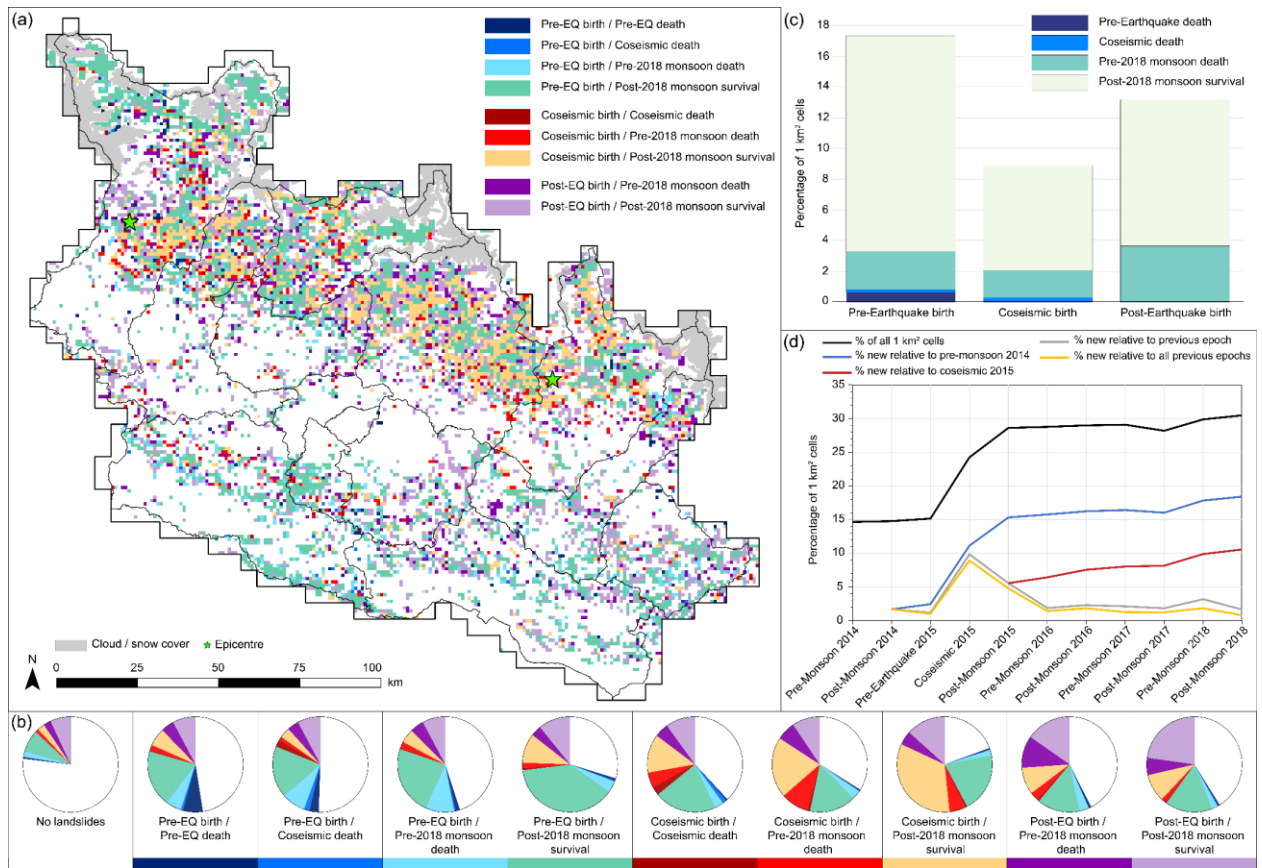 (a)
Pre-EQ birth / Pre-EQ death
Pre-EQ birth / Coseismic death
Pre-EQ birth / Pre-2018 monsoon death
Pre-EQ birth / Post-2018 monsoon survival
Coseismic birth / Coseismic death
Coseismic birth / Pre-2018 monsoon death
Coseismic birth / Post-2018 monsoon survival
Post-EQ birth / Pre-2018 monsoon death
Post-EQ birth / Post-2018 monsoon survival
Cloud / snow cover
Epicentre
N
0 25 50 75 100
km
(c)
Pre-Earthquake death
Coseismic death
Pre-2018 monsoon death
Post-2018 monsoon survival
Percentage of 1 km² cells
18
16
14
12
10
8
6
4
2
0
Pre-Earthquake birth
Coseismic birth
Post-Earthquake birth
(d)
% of all 1 km² cells
% new relative to previous epoch
% new relative to pre-monsoon 2014
% new relative to all previous epochs
% new relative to coseismic 2015
Percentage of 1 km² cells
35
30
25
20
15
10
5
0
Pre-Monsoon 2014
Post-Monsoon 2014
Pre-Earthquake 2015
Coseismic 2015
Post-Monsoon 2015
Pre-Monsoon 2016
Post-Monsoon 2016
Pre-Monsoon 2017
Post-Monsoon 2017
Pre-Monsoon 2018
Post-Monsoon 2018
(b)
No landslides
Pre-EQ birth /
Pre-EQ death
Pre-EQ birth /
Coseismic death
Pre-EQ birth /
Pre-2018 monsoon
death
Pre-EQ birth /
Post-2018 monsoon
survival
Coseismic birth /
Coseismic death
Coseismic birth /
Pre-2018 monsoon
death
Coseismic birth /
Post-2018 monsoon
survival
Post-EQ birth /
Pre-2018 monsoon
death
Post-EQ birth /
Post-2018 monsoon
survival